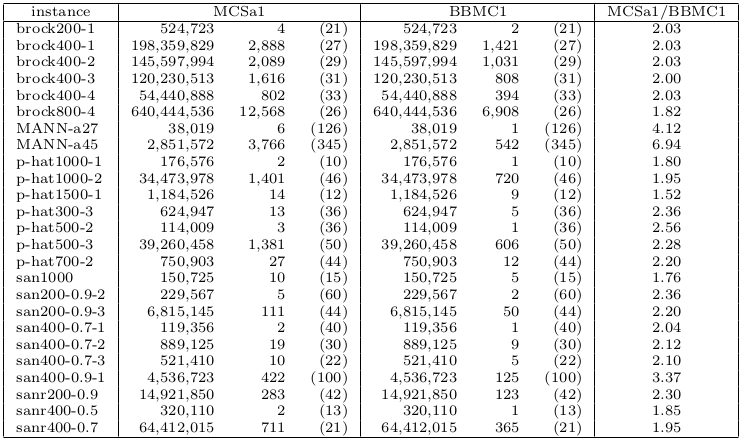 instance MCSa1 BBMC1 MCSa1/BBMC1
brock200-1 524,723 4 (21) 524,723 2 (21) 2.03
brock400-1 198,359,829 2,888 (27) 198,359,829 1,421 (27) 2.03
brock400-2 145,597,994 2,089 (29) 145,597,994 1,031 (29) 2.03
brock400-3 120,230,513 1,616 (31) 120,230,513 808 (31) 2.00
brock400-4 54,440,888 802 (33) 54,440,888 394 (33) 2.03
brock800-4 640,444,536 12,568 (26) 640,444,536 6,908 (26) 1.82
MANN-a27 38,019 6 (126) 38,019 1 (126) 4.12
MANN-a45 2,851,572 3,766 (345) 2,851,572 542 (345) 6.94
p-hat1000-1 176,576 2 (10) 176,576 1 (10) 1.80
p-hat1000-2 34,473,978 1,401 (46) 34,473,978 720 (46) 1.95
p-hat1500-1 1,184,526 14 (12) 1,184,526 9 (12) 1.52
p-hat300-3 624,947 13 (36) 624,947 5 (36) 2.36
p-hat500-2 114,009 3 (36) 114,009 1 (36) 2.56
p-hat500-3 39,260,458 1,381 (50) 39,260,458 606 (50) 2.28
p-hat700-2 750,903 27 (44) 750,903 12 (44) 2.20
san1000 150,725 10 (15) 150,725 5 (15) 1.76
san200-0.9-2 229,567 5 (60) 229,567 2 (60) 2.36
san200-0.9-3 6,815,145 111 (44) 6,815,145 50 (44) 2.20
san400-0.7-1 119,356 2 (40) 119,356 1 (40) 2.04
san400-0.7-2 889,125 19 (30) 889,125 9 (30) 2.12
san400-0.7-3 521,410 10 (22) 521,410 5 (22) 2.10
san400-0.9-1 4,536,723 422 (100) 4,536,723 125 (100) 3.37
sanr200-0.9 14,921,850 283 (42) 14,921,850 123 (42) 2.30
sanr400-0.5 320,110 2 (13) 320,110 1 (13) 1.85
sanr400-0.7 64,412,015 711 (21) 64,412,015 365 (21) 1.95